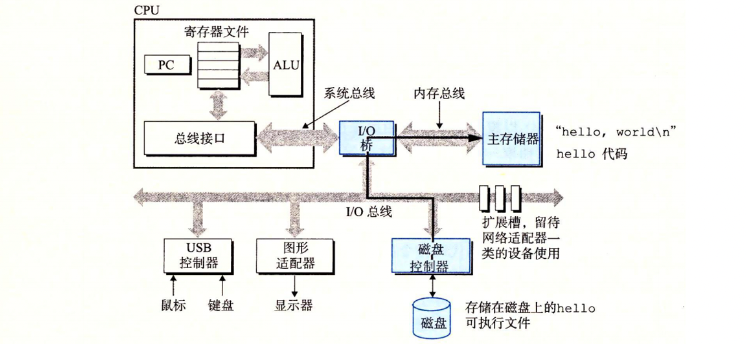 CPU
寄存器文件
PC
ALU
系统总线
内存总线
总线接口
I/O
桥
主存储器
“hello, world\n”
hello 代码
I/O 总线
扩展槽，留待
网络适配器一
类的设备使用
USB
控制器
图形
适配器
磁盘
控制器
鼠标
键盘
显示器
磁盘
存储在磁盘上的hello
可执行文件